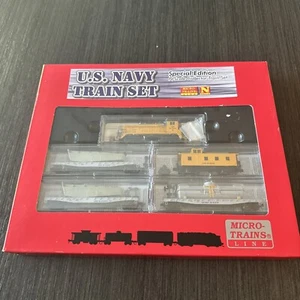 U.S. NAVY
TRAIN SET
Special Edition
N
MICRO-
TRAINS®
LINE